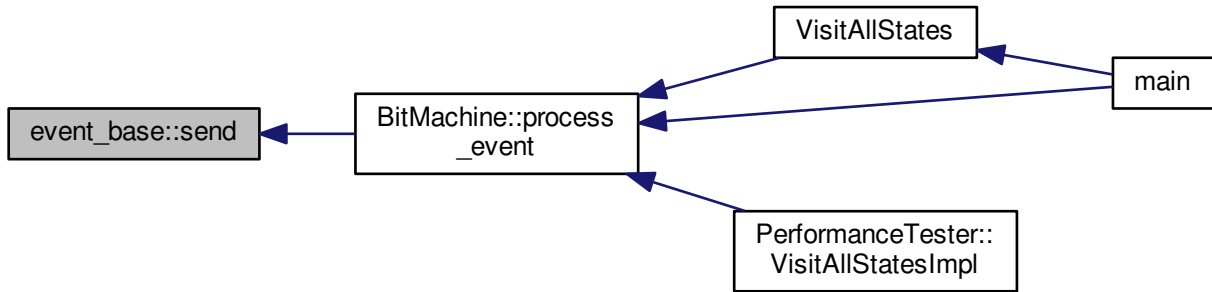 event_base::send
BitMachine::process
_event
VisitAllStates
main
PerformanceTester::
VisitAllStatesImpl